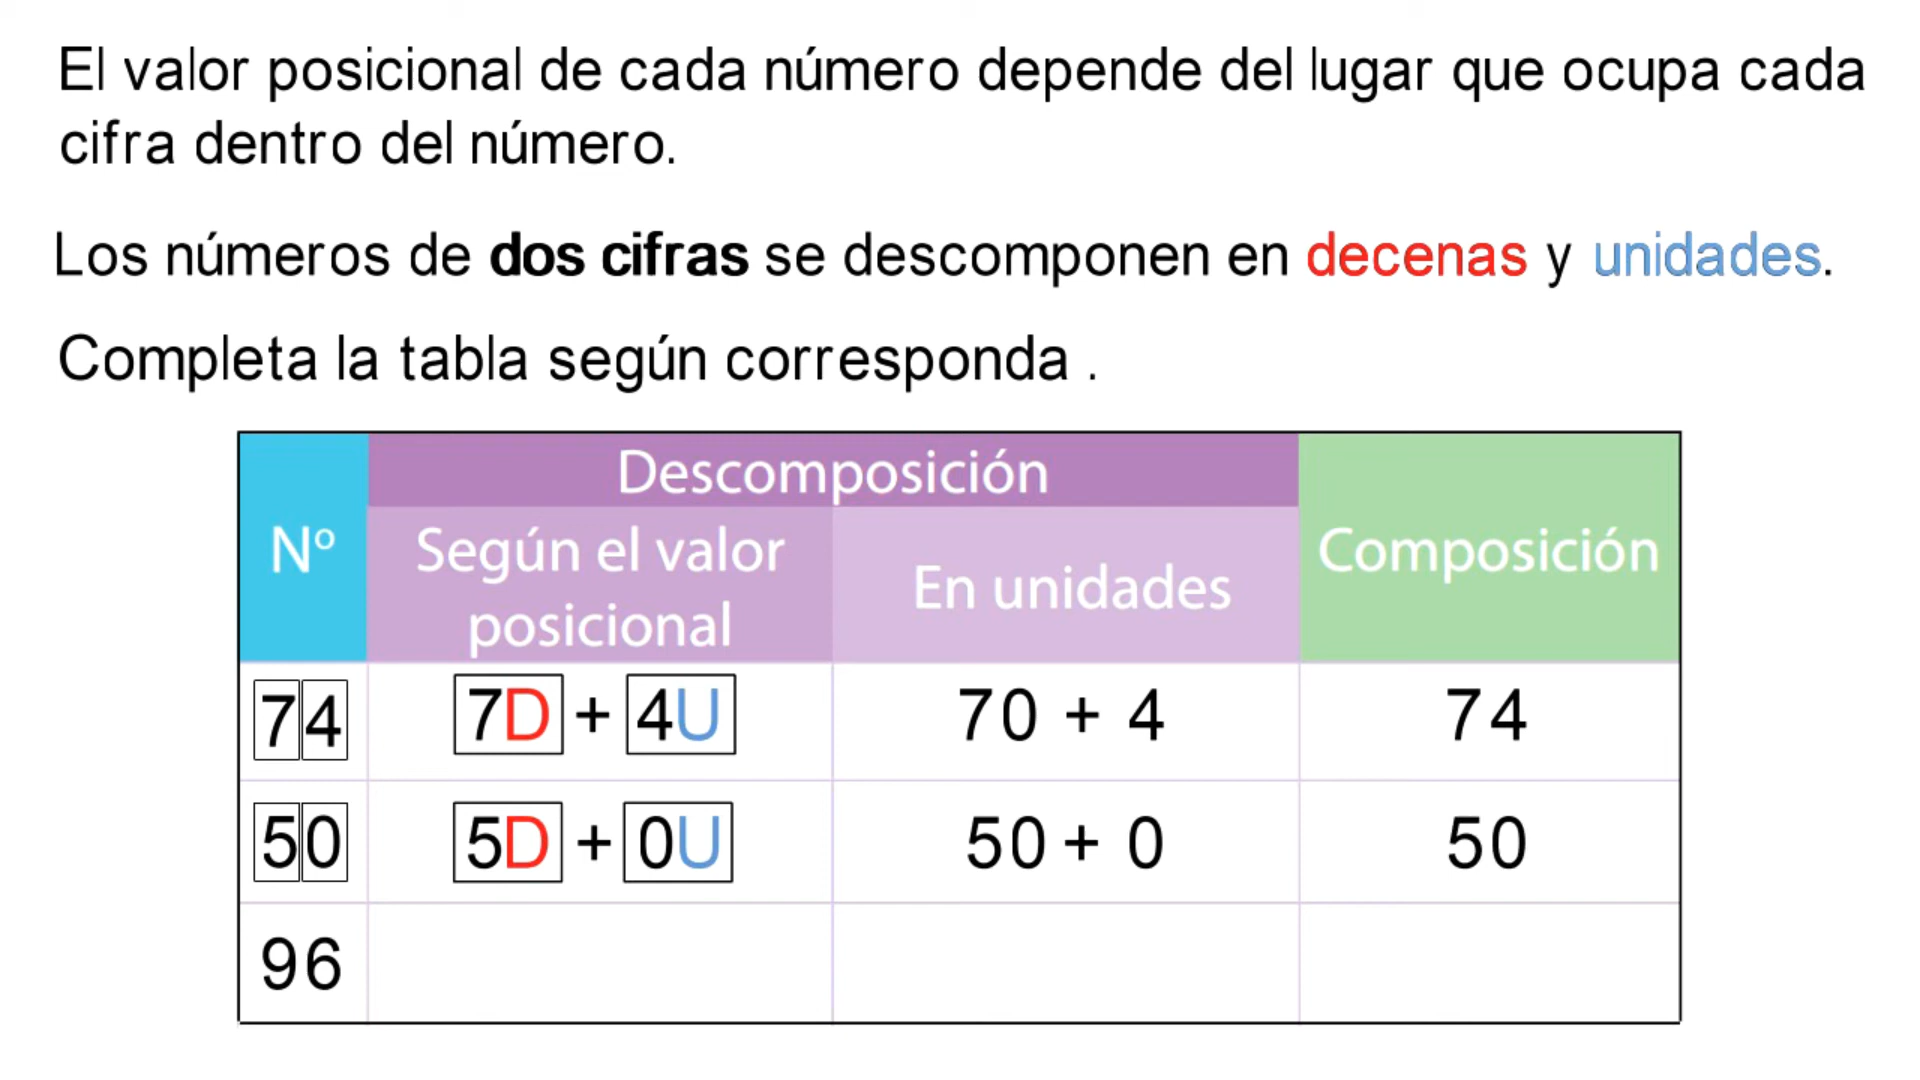 El valor posicional de cada número depende del lugar que ocupa cada
cifra dentro del número.
Los números de dos cifras se descomponen en decenas y unidades.
Completa la tabla según corresponda .
Nº
Descomposición
Según el valor
posicional
En unidades
Composición
74 7D + 4U 70 + 4 74
50 5D + 0U 50 + 0 50
96